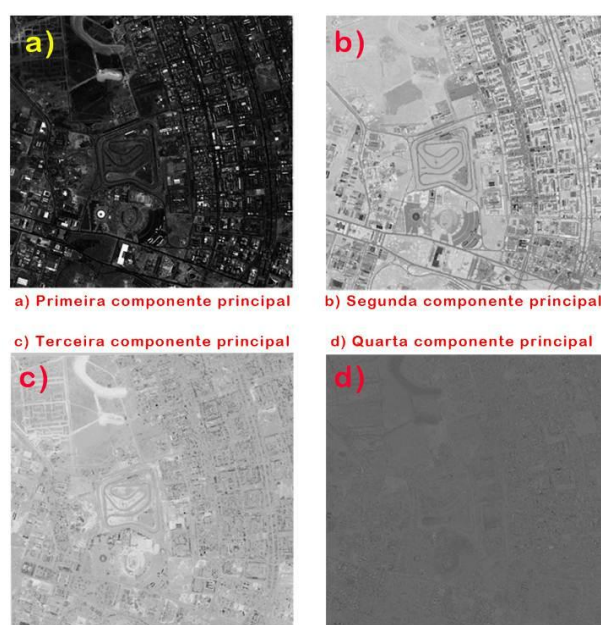 a)
b)
a) Primeira componente principal
b) Segunda componente principal
c) Terceira componente principal
d) Quarta componente principal
c)
d)